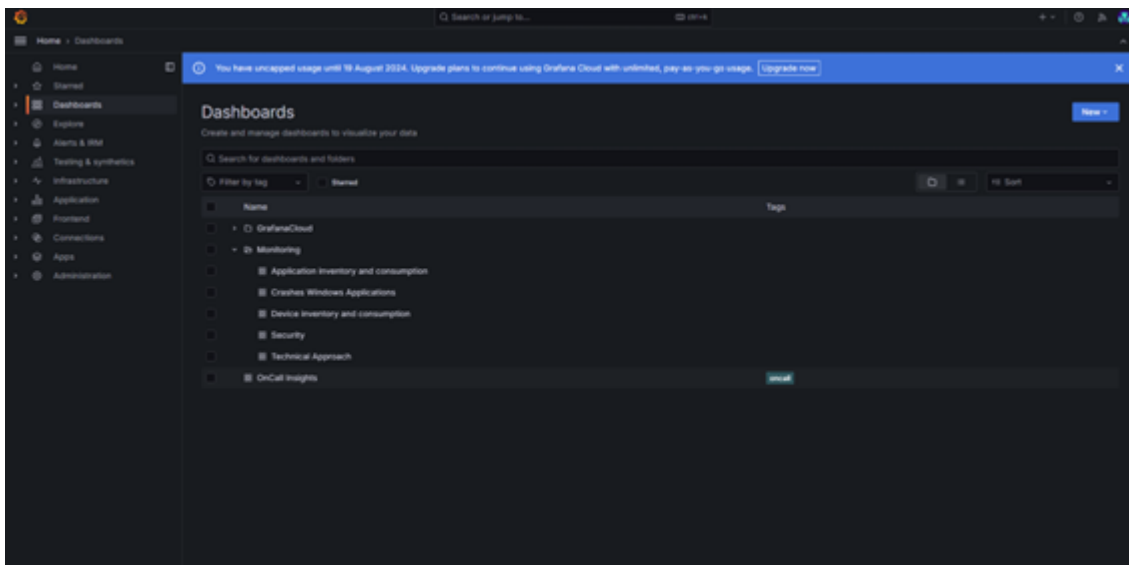 Search or jump to...
ctrl+k
Home › Dashboards
Home
Starred
Dashboards
Explore
Alerts & IRM
Testing & synthetics
Infrastructure
Application
Frontend
Connections
Apps
Administration
You have uncapped usage until 19 August 2024. Upgrade plans to continue using Grafana Cloud with unlimited, pay-as-you-go usage. Upgrade now
Dashboards
New
Create and manage dashboards to visualize your data
Search for dashboards and folders
Filter by tag
Starred
Sort
Name Tags
GrafanaCloud
Monitoring
Application inventory and consumption
Crashes Windows Applications
Device inventory and consumption
Security
Technical Approach
OnCall Insights oncall